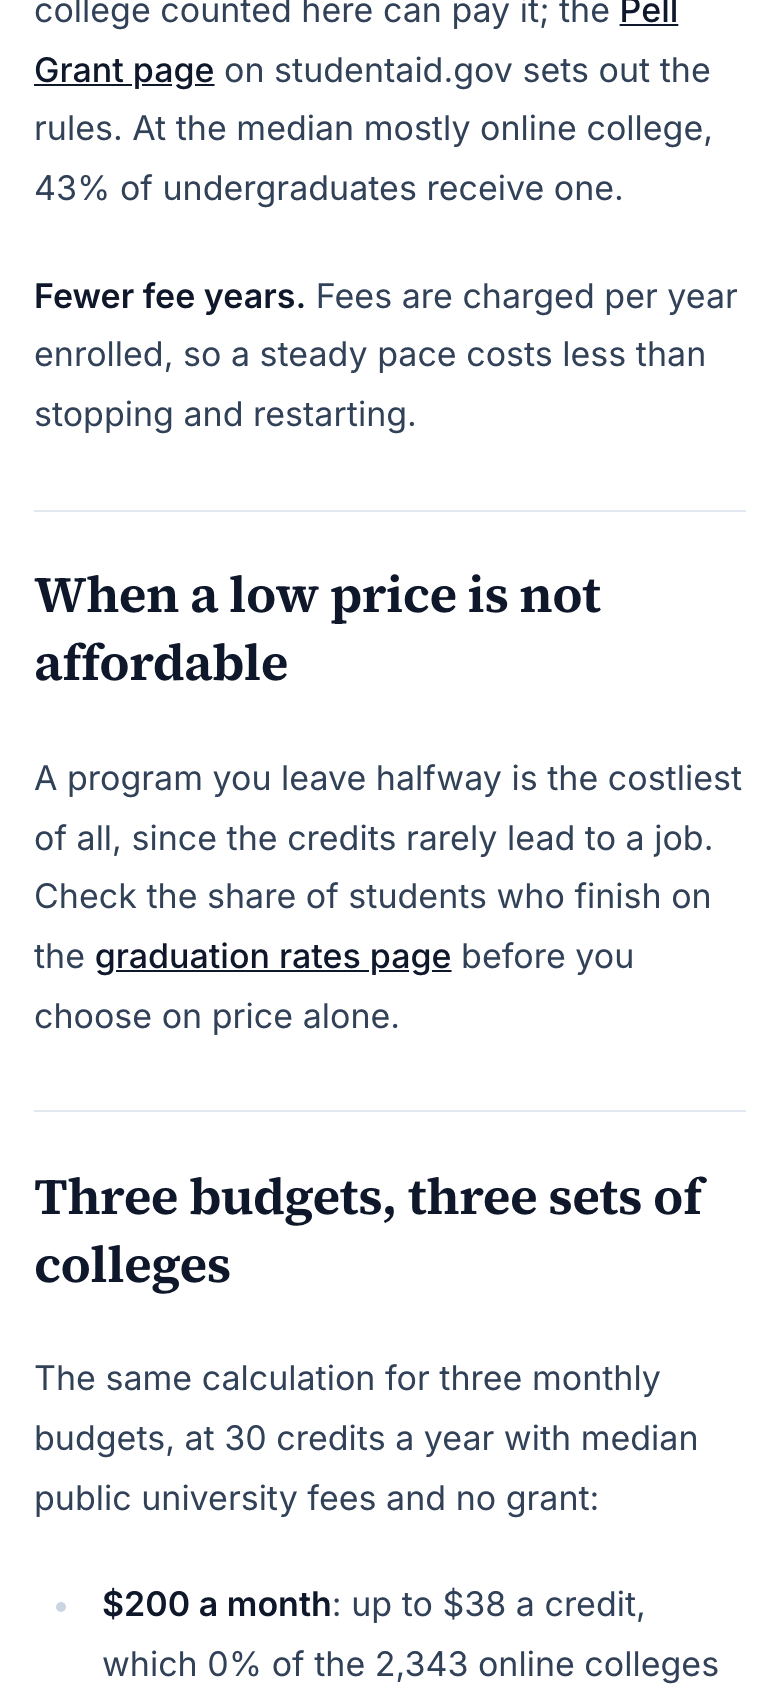 college counted here can pay it; the Pell
Grant page on studentaid.gov sets out the
rules. At the median mostly online college,
43% of undergraduates receive one.
Fewer fee years. Fees are charged per year
enrolled, so a steady pace costs less than
stopping and restarting.
When a low price is not
affordable
A program you leave halfway is the costliest
of all, since the credits rarely lead to a job.
Check the share of students who finish on
the graduation rates page before you
choose on price alone.
Three budgets, three sets of
colleges
The same calculation for three monthly
budgets, at 30 credits a year with median
public university fees and no grant:
$200 a month: up to $38 a credit,
which 0% of the 2,343 online colleges